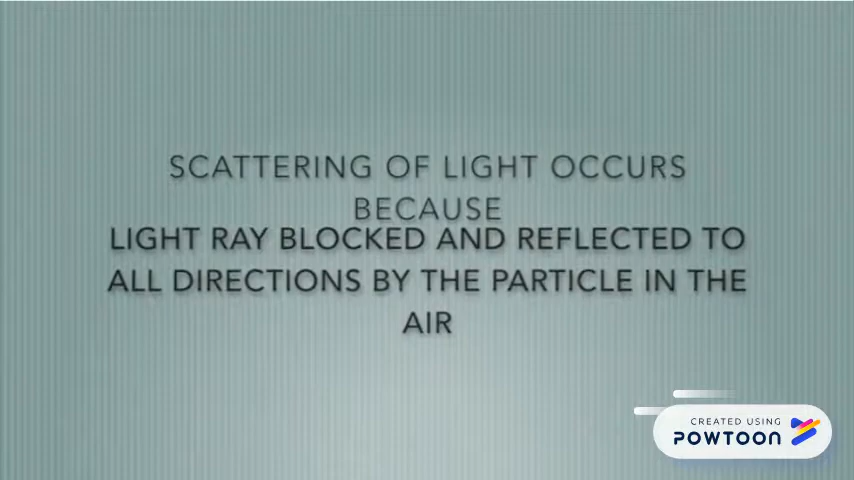 SCATTERING OF LIGHT OCCURS
BECAUSE
LIGHT RAY BLOCKED AND REFLECTED TO
ALL DIRECTIONS BY THE PARTICLE IN THE
AIR
CREATED USING
POWTOON